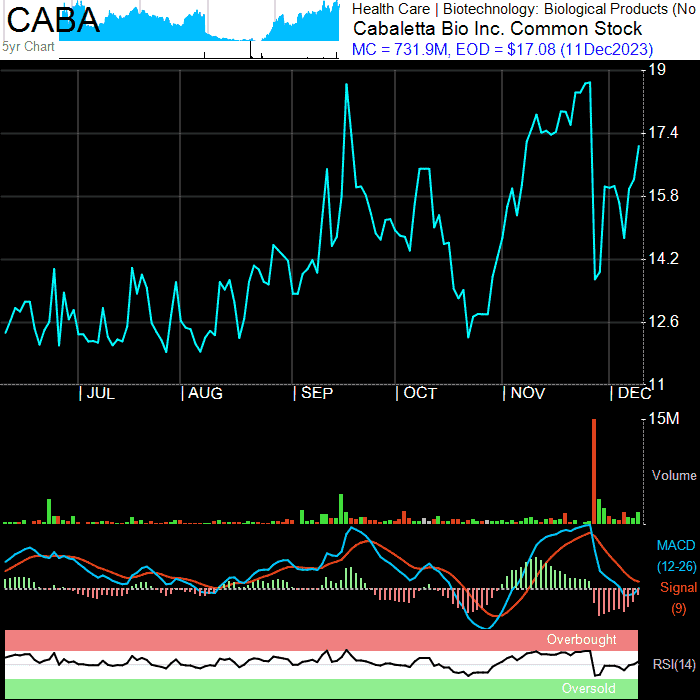 CABA
5yr Chart
Health Care | Biotechnology: Biological Products (No
Cabaletta Bio Inc. Common Stock
MC = 731.9M, EOD = $17.08 (11Dec2023)
19
17.4
15.8
14.2
12.6
11
JUL
AUG
SEP
OCT
NOV
DEC
15M
Volume
MACD
(12-26)
Signal
(9)
Overbought
RSI(14)
Oversold